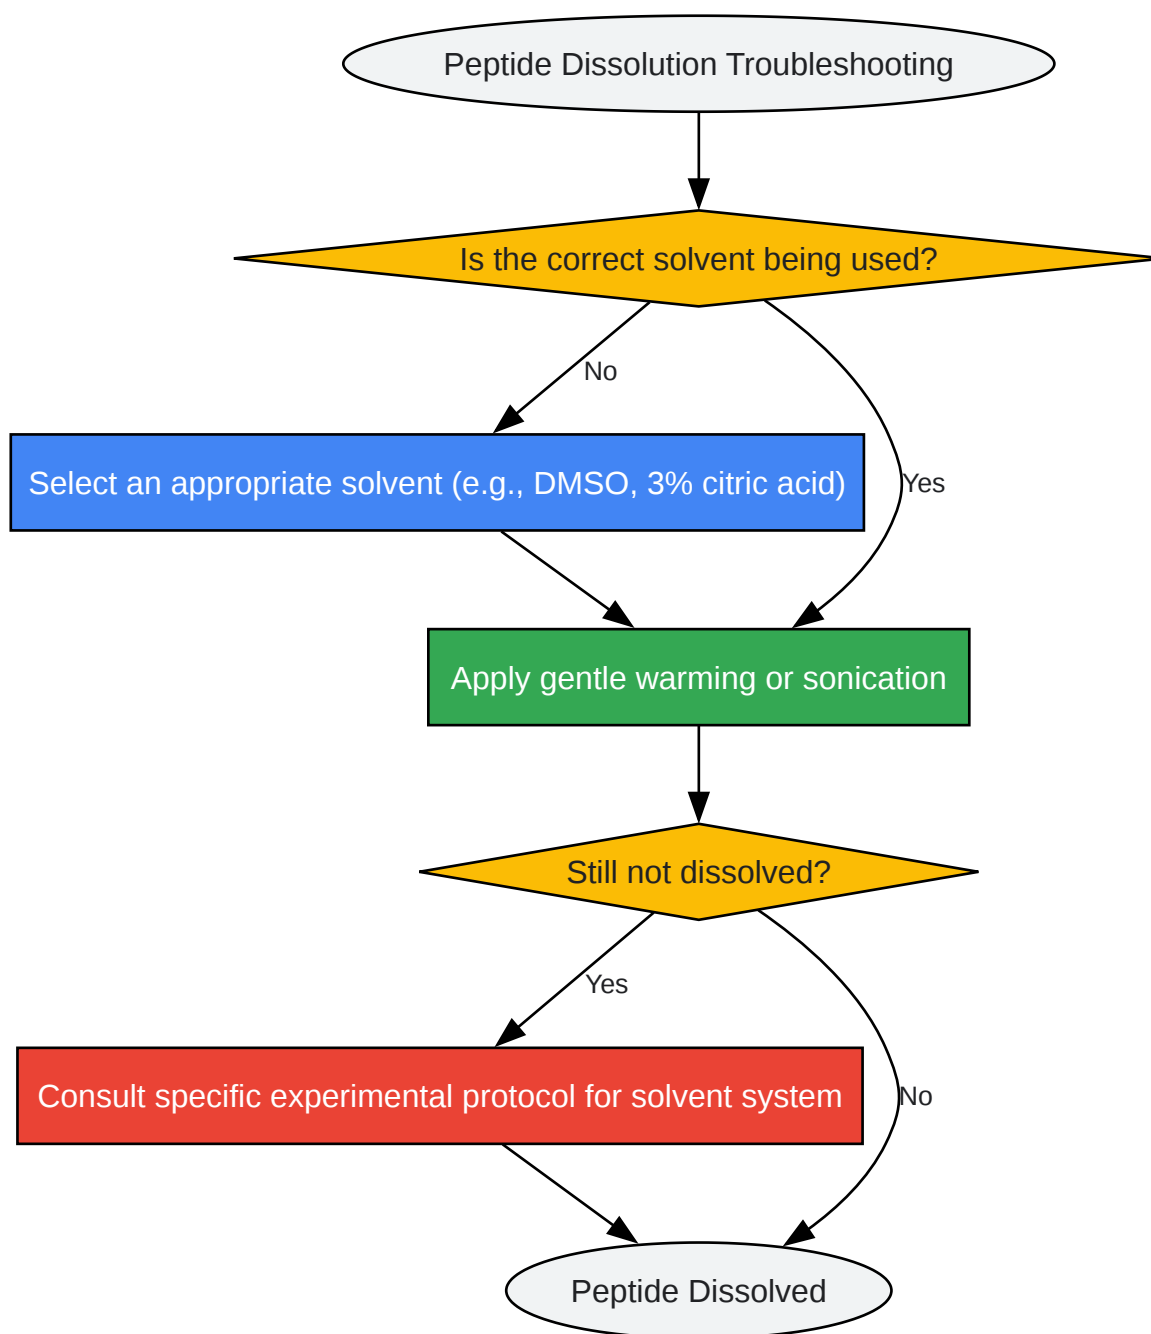 Peptide Dissolution Troubleshooting
Is the correct solvent being used?
No
Select an appropriate solvent (e.g., DMSO, 3% citric acid)
Yes
Apply gentle warming or sonication
Still not dissolved?
Yes
Consult specific experimental protocol for solvent system
No
Peptide Dissolved